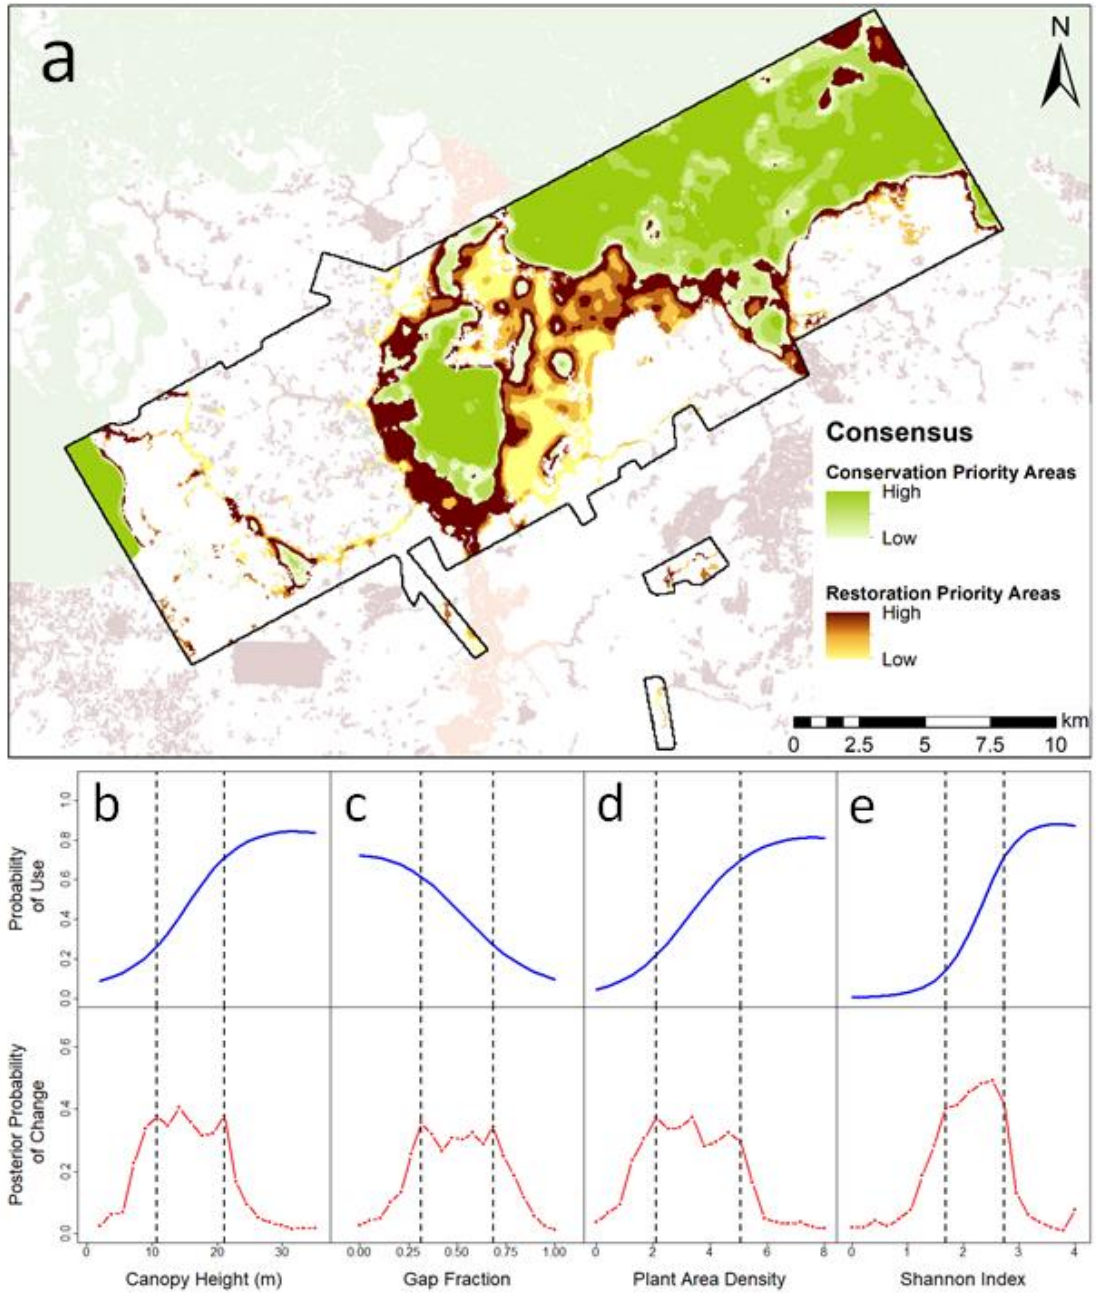 a
N
Consensus
Conservation Priority Areas
High
Low
Restoration Priority Areas
High
Low
km
0 2.5 5 7.5 10
b c d e
Probability
of Use
0.0 0.2 0.4 0.6 0.8 1.0
Posterior Probability
of Change
0.0 0.2 0.4 0.6
0 10 20 30
0.00 0.25 0.50 0.75 1.00
0 2 4 6 8
0 1 2 3 4
Canopy Height (m)
Gap Fraction
Plant Area Density
Shannon Index